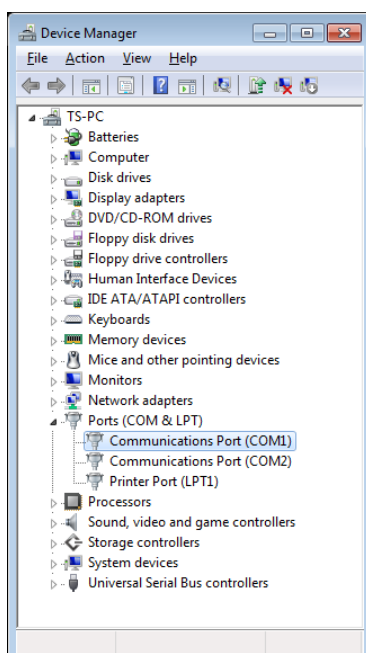 Device Manager
File Action View Help
TS-PC
Batteries
Computer
Disk drives
Display adapters
DVD/CD-ROM drives
Floppy disk drives
Floppy drive controllers
Human Interface Devices
IDE ATA/ATAPI controllers
Keyboards
Memory devices
Mice and other pointing devices
Monitors
Network adapters
Ports (COM & LPT)
Communications Port (COM1)
Communications Port (COM2)
Printer Port (LPT1)
Processors
Sound, video and game controllers
Storage controllers
System devices
Universal Serial Bus controllers